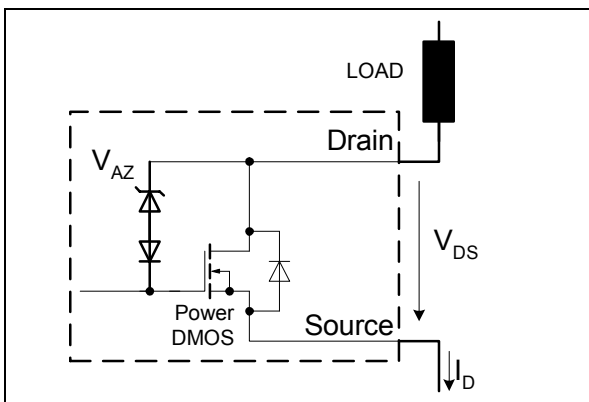 LOAD
Drain
V_AZ
V_DS
Power
DMOS
Source
I_D